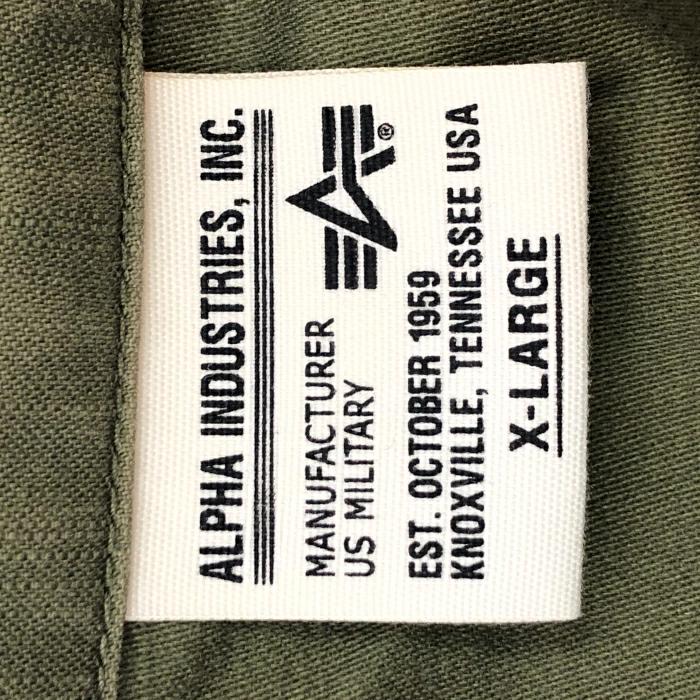 ALPHA INDUSTRIES, INC.
MANUFACTURER
US MILITARY
®
EST. OCTOBER 1959
KNOXVILLE, TENNESSEE USA
X-LARGE